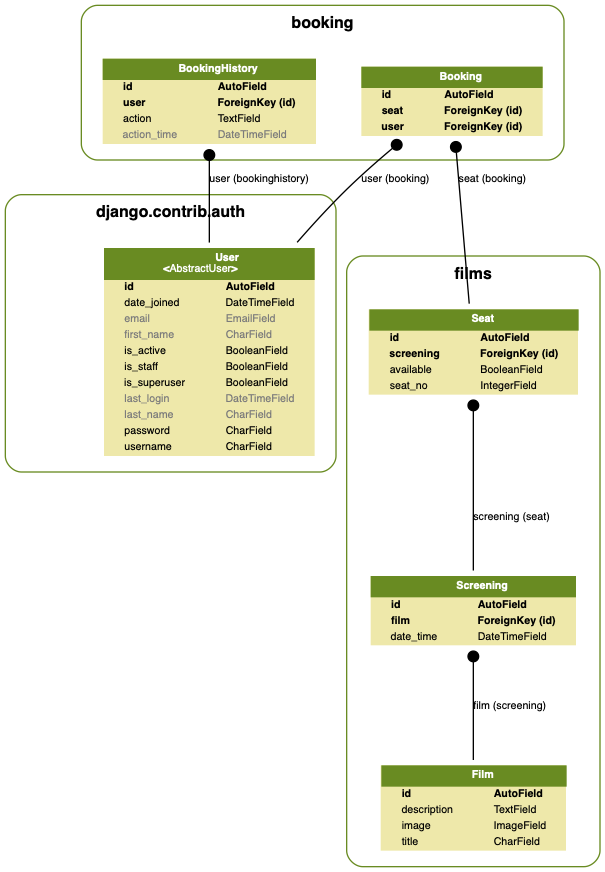 booking
BookingHistory
id AutoField
user ForeignKey (id)
action TextField
action_time DateTimeField
Booking
id AutoField
seat ForeignKey (id)
user ForeignKey (id)
user (bookinghistory)
user (booking)
seat (booking)
django.contrib.auth
User
<AbstractUser>
id AutoField
date_joined DateTimeField
email EmailField
first_name CharField
is_active BooleanField
is_staff BooleanField
is_superuser BooleanField
last_login DateTimeField
last_name CharField
password CharField
username CharField
films
Seat
id AutoField
screening ForeignKey (id)
available BooleanField
seat_no IntegerField
screening (seat)
Screening
id AutoField
film ForeignKey (id)
date_time DateTimeField
film (screening)
Film
id AutoField
description TextField
image ImageField
title CharField